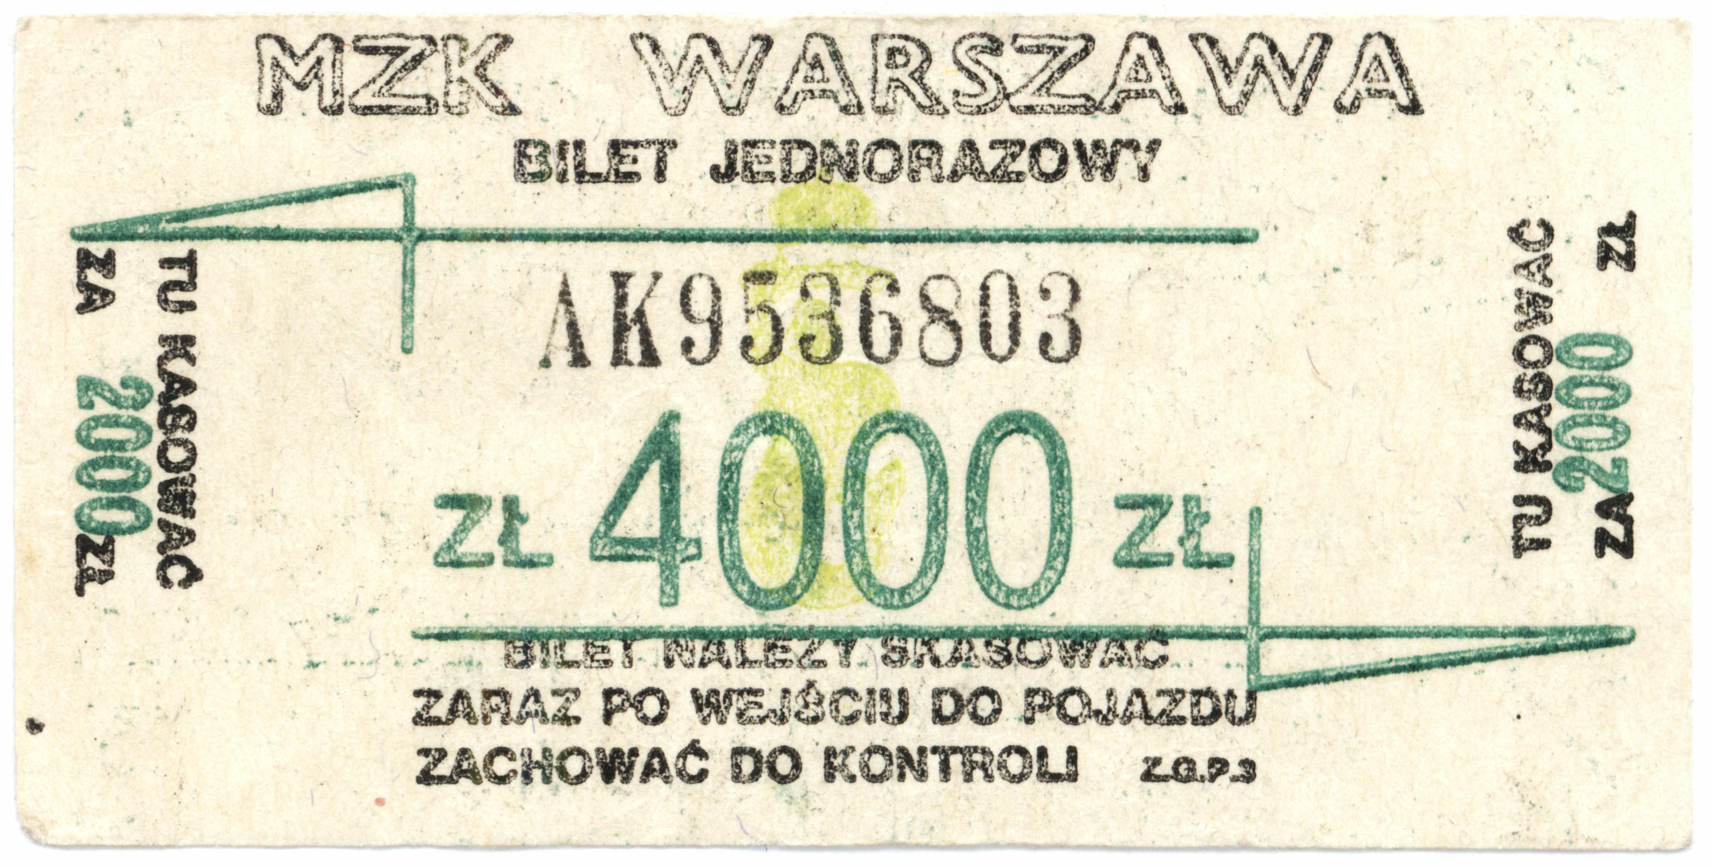 MZK WARSZAWA
BILET JEDNORAZOWY
ZA 2000 ZŁ
TU KASOWAĆ
AK9536803
ZŁ 4000 ZŁ
TU KASOWAĆ
ZA 2000 ZŁ
BILET NALEŻY SKASOWAĆ
ZARAZ PO WEJŚCIU DO POJAZDU
ZACHOWAĆ DO KONTROLI Z.G.P.3